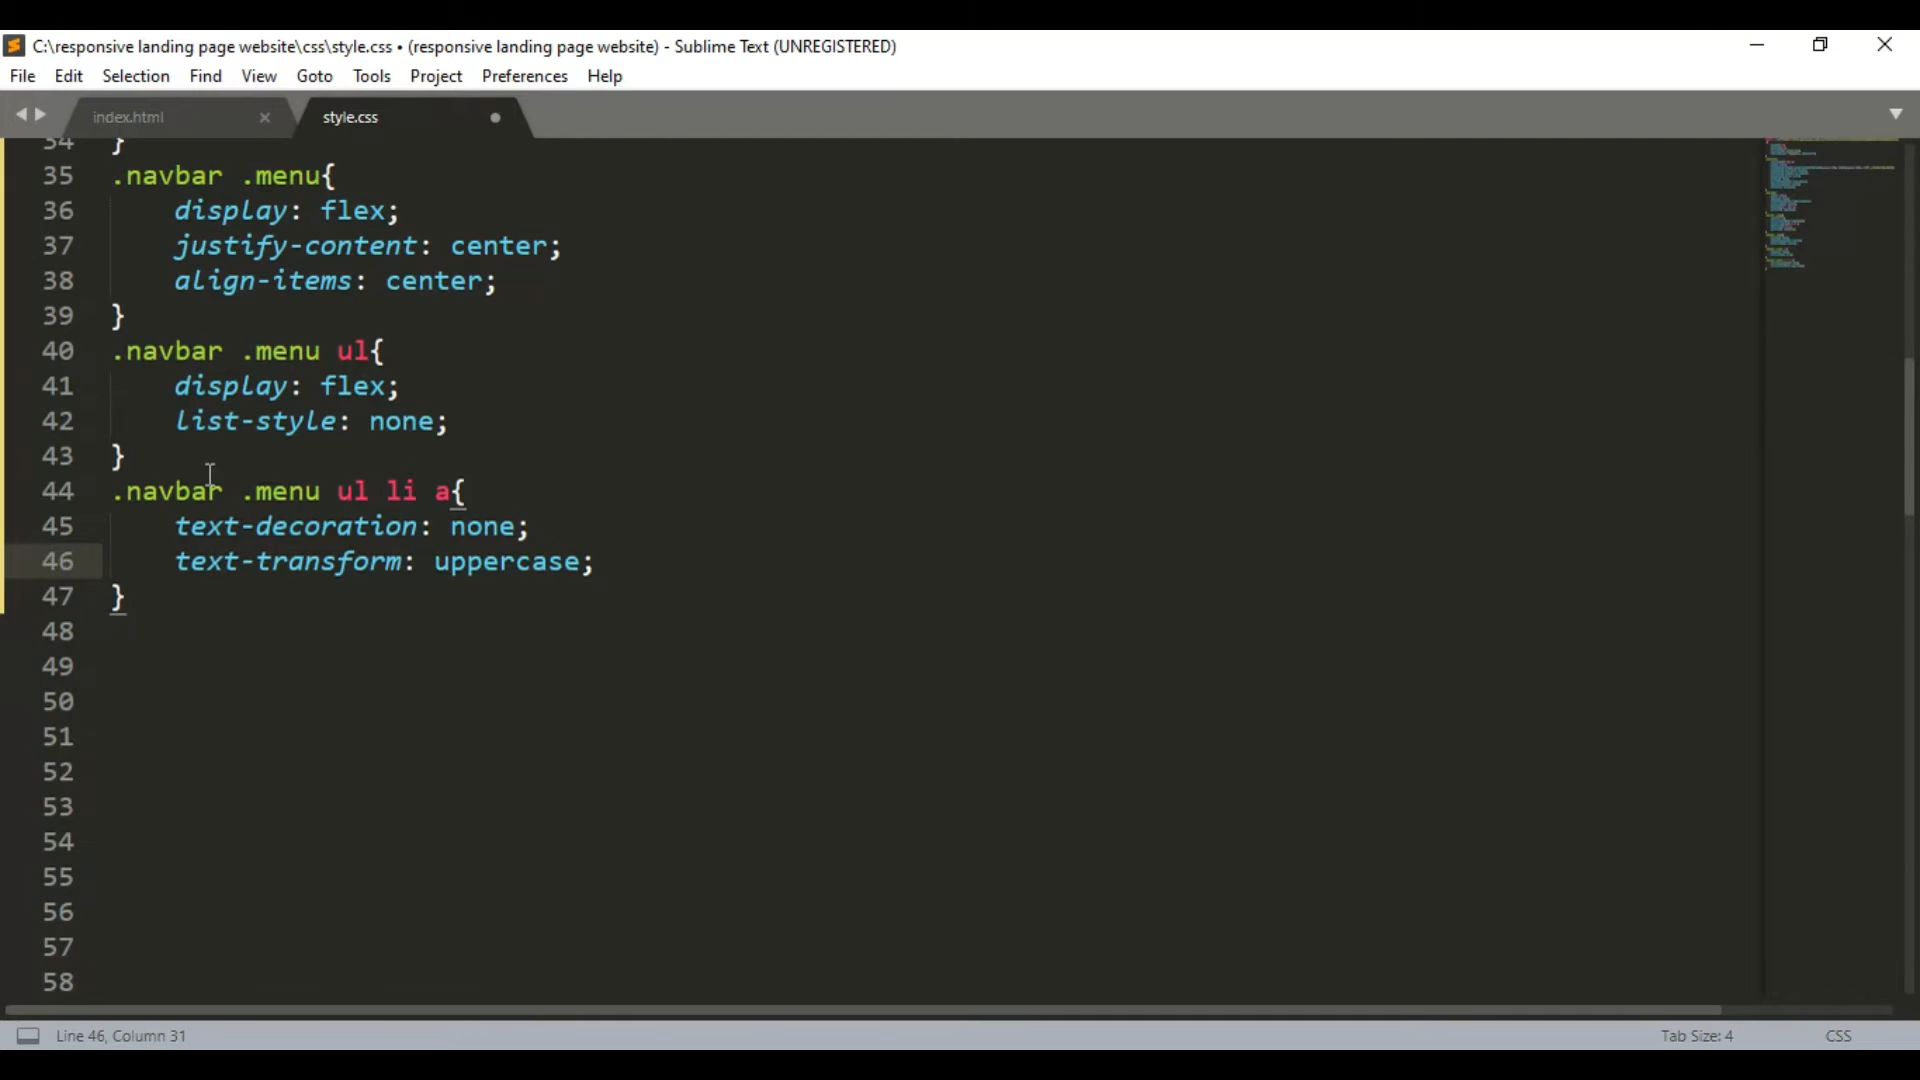 C:\responsive landing page website\css\style.css • (responsive landing page website) - Sublime Text (UNREGISTERED)
File Edit Selection Find View Goto Tools Project Preferences Help
index.html style.css
34 }
35 .navbar .menu{
36 display: flex;
37 justify-content: center;
38 align-items: center;
39 }
40 .navbar .menu ul{
41 display: flex;
42 list-style: none;
43 }
44 .navbar .menu ul li a{
45 text-decoration: none;
46 text-transform: uppercase;
47 }
48
49
50
51
52
53
54
55
56
57
58
Line 46, Column 31 Tab Size: 4 CSS